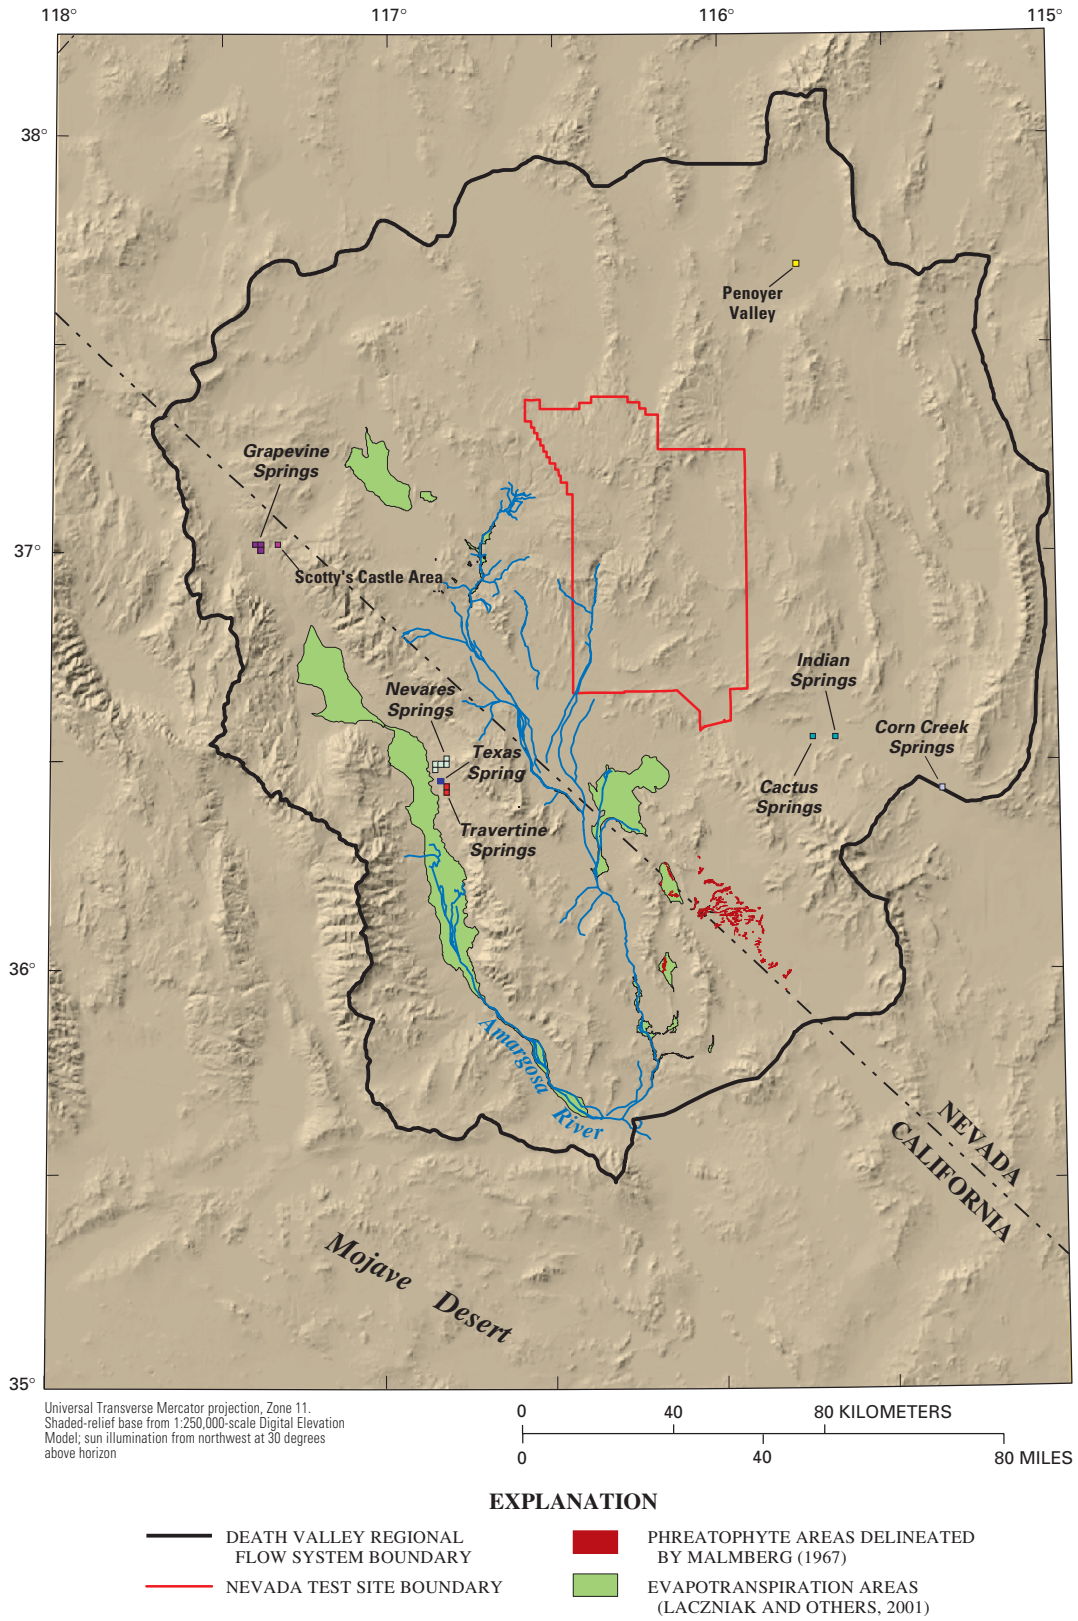 118°
117°
116°
115°
38°
Penoyer
Valley
Grapevine
Springs
37°
Scotty's Castle Area
Indian
Springs
Nevares
Springs
Corn Creek
Springs
Texas
Spring
Cactus
Springs
Travertine
Springs
36°
Amargosa
River
NEVADA
CALIFORNIA
Mojave Desert
35°
Universal Transverse Mercator projection, Zone 11.
Shaded-relief base from 1:250,000-scale Digital Elevation
Model; sun illumination from northwest at 30 degrees
above horizon
0 40 80 KILOMETERS
0 40 80 MILES
EXPLANATION
DEATH VALLEY REGIONAL
FLOW SYSTEM BOUNDARY
NEVADA TEST SITE BOUNDARY
PHREATOPHYTE AREAS DELINEATED
BY MALMBERG (1967)
EVAPOTRANSPIRATION AREAS
(LACZNIAK AND OTHERS, 2001)